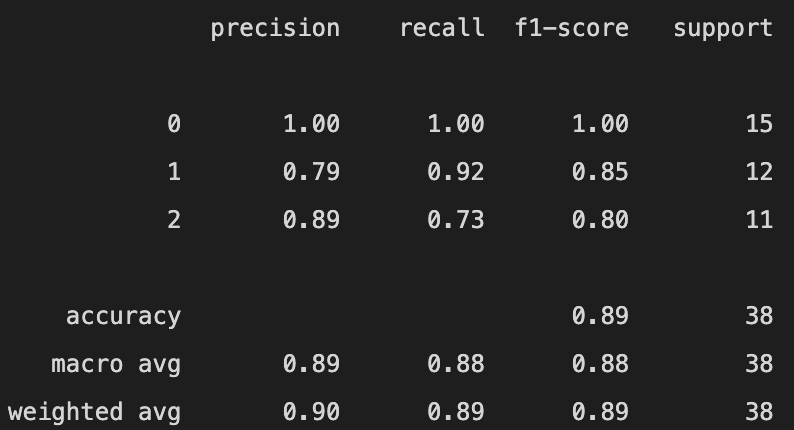 precision recall f1-score support
0 1.00 1.00 1.00 15
1 0.79 0.92 0.85 12
2 0.89 0.73 0.80 11
accuracy 0.89 38
macro avg 0.89 0.88 0.88 38
weighted avg 0.90 0.89 0.89 38